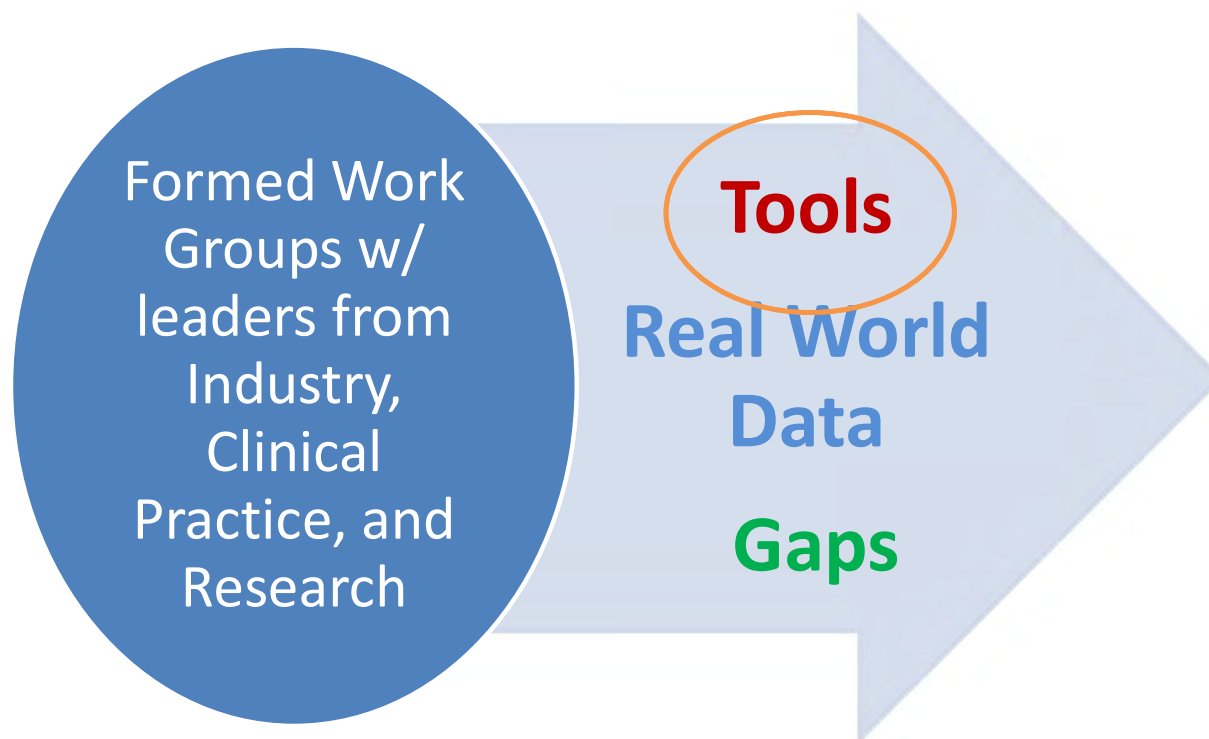 Formed Work
Groups w/
leaders from
Industry,
Clinical
Practice, and
Research
Tools
Real World
Data
Gaps